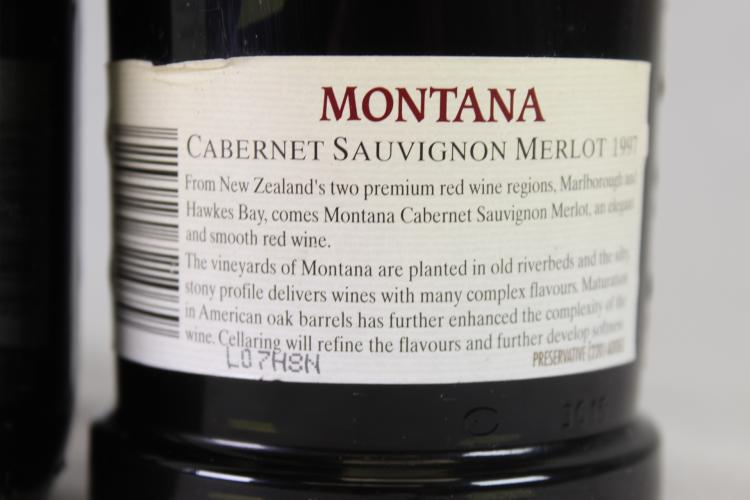 MONTANA
CABERNET SAUVIGNON MERLOT 1997
From New Zealand's two premium red wine regions, Marlborough and
Hawkes Bay, comes Montana Cabernet Sauvignon Merlot, an elegant
and smooth red wine.
The vineyards of Montana are planted in old riverbeds and the silty,
stony profile delivers wines with many complex flavours. Maturation
in American oak barrels has further enhanced the complexity of the
wine. Cellaring will refine the flavours and further develop softness
PRESERVATIVE (220) ADDED
L07H8N